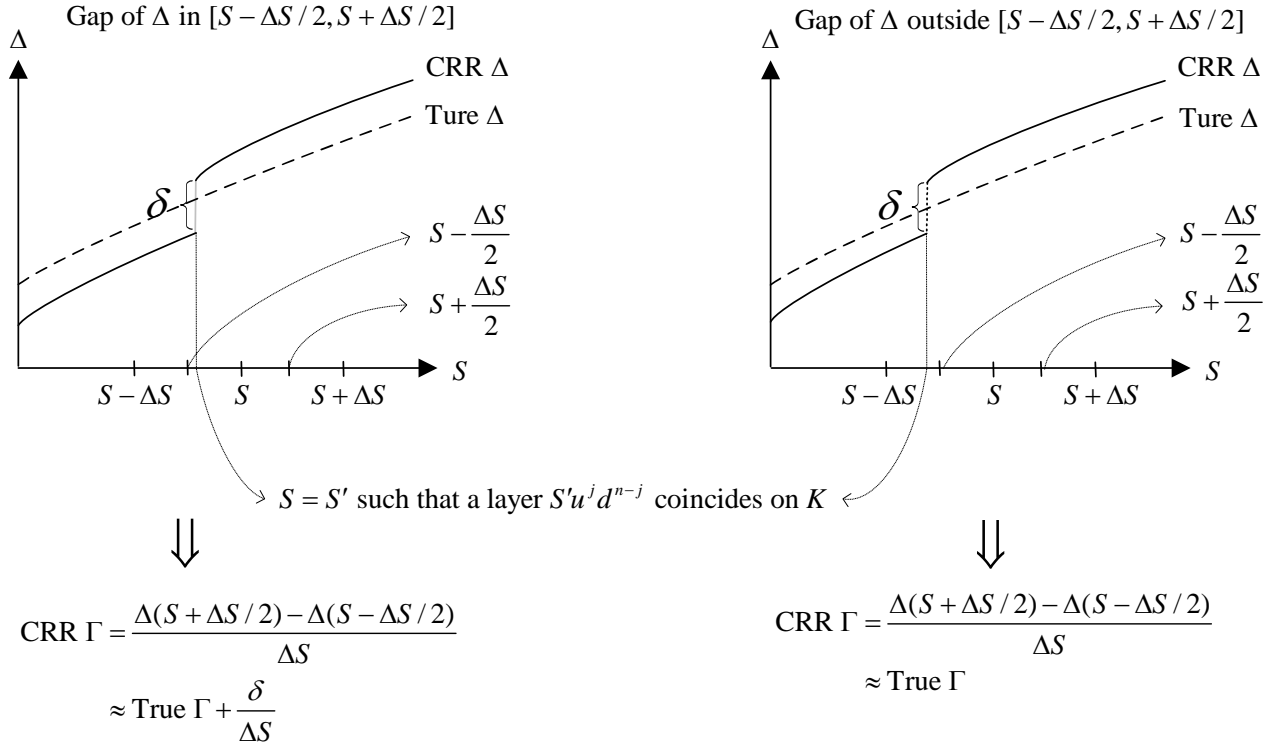 Gap of Δ in [S − ΔS / 2, S + ΔS / 2]
Δ
CRR Δ
Ture Δ
δ
S − ΔS/2
S + ΔS/2
S
S − ΔS
S
S + ΔS
Gap of Δ outside [S − ΔS / 2, S + ΔS / 2]
Δ
CRR Δ
Ture Δ
δ
S − ΔS/2
S + ΔS/2
S
S − ΔS
S
S + ΔS
S = S′ such that a layer S′u^j d^{n−j} coincides on K
⇓
⇓
CRR Γ = (Δ(S + ΔS / 2) − Δ(S − ΔS / 2))/ΔS
≈ True Γ + δ/ΔS
CRR Γ = (Δ(S + ΔS / 2) − Δ(S − ΔS / 2))/ΔS
≈ True Γ